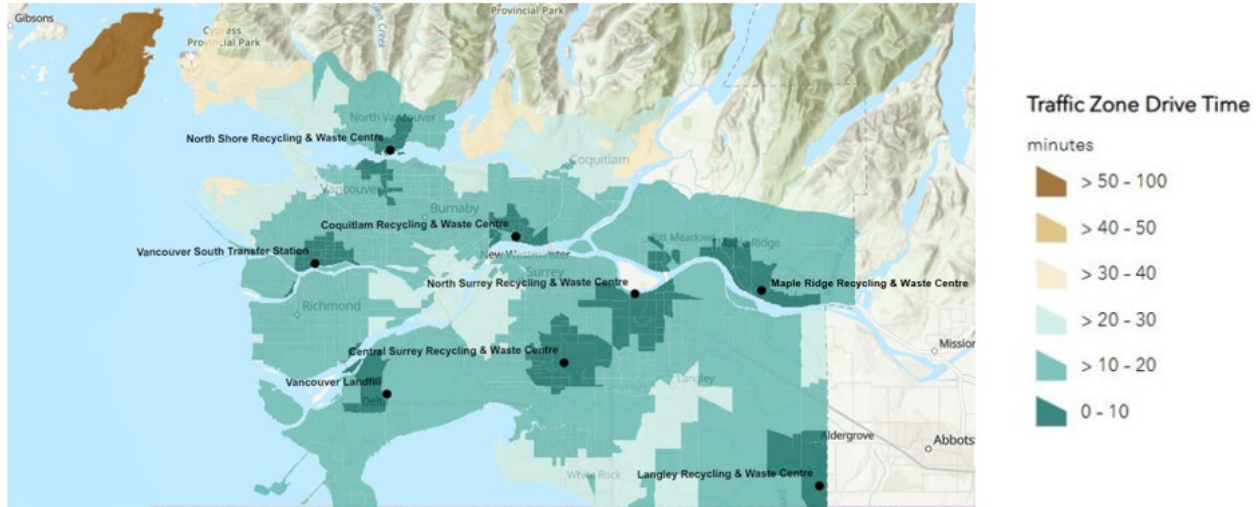 Gibsons
Cypress
Provincial Park
Provincial Park
North Vancouver
North Shore Recycling & Waste Centre
Coquitlam
Vancouver
Burnaby
Coquitlam Recycling & Waste Centre
Vancouver South Transfer Station
New Westminster
Pitt Meadows
Maple Ridge
Surrey
North Surrey Recycling & Waste Centre
Maple Ridge Recycling & Waste Centre
Richmond
Mission
Central Surrey Recycling & Waste Centre
Vancouver Landfill
Langley
Delta
Aldergrove
Abbots
White Rock
Langley Recycling & Waste Centre
Traffic Zone Drive Time
minutes
> 50 - 100
> 40 - 50
> 30 - 40
> 20 - 30
> 10 - 20
0 - 10